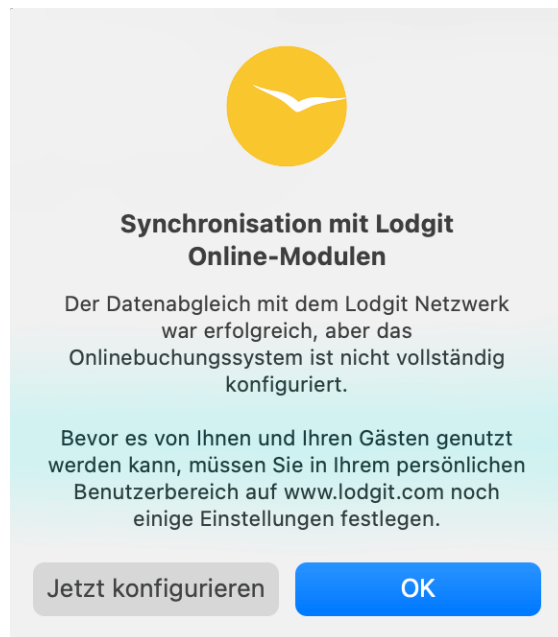 Synchronisation mit Lodgit
Online-Modulen
Der Datenabgleich mit dem Lodgit Netzwerk
war erfolgreich, aber das
Onlinebuchungssystem ist nicht vollständig
konfiguriert.
Bevor es von Ihnen und Ihren Gästen genutzt
werden kann, müssen Sie in Ihrem persönlichen
Benutzerbereich auf www.lodgit.com noch
einige Einstellungen festlegen.
Jetzt konfigurieren
OK